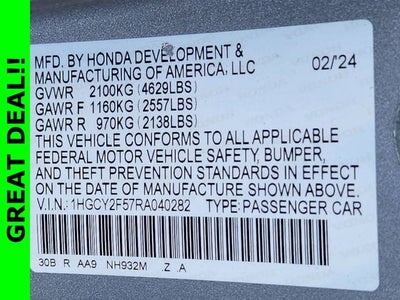 GREAT DEAL!!
MFD. BY HONDA DEVELOPMENT &
MANUFACTURING OF AMERICA, LLC 02/'24
GVWR 2100KG (4629LBS)
GAWR F 1160KG (2557LBS)
GAWR R 970KG (2138LBS)
THIS VEHICLE CONFORMS TO ALL APPLICABLE
FEDERAL MOTOR VEHICLE SAFETY, BUMPER,
AND THEFT PREVENTION STANDARDS IN EFFECT
ON THE DATE OF MANUFACTURE SHOWN ABOVE.
V.I.N.:1HGCY2F57RA040282 TYPE:PASSENGER CAR
30B R AA9 NH932M .Z .A